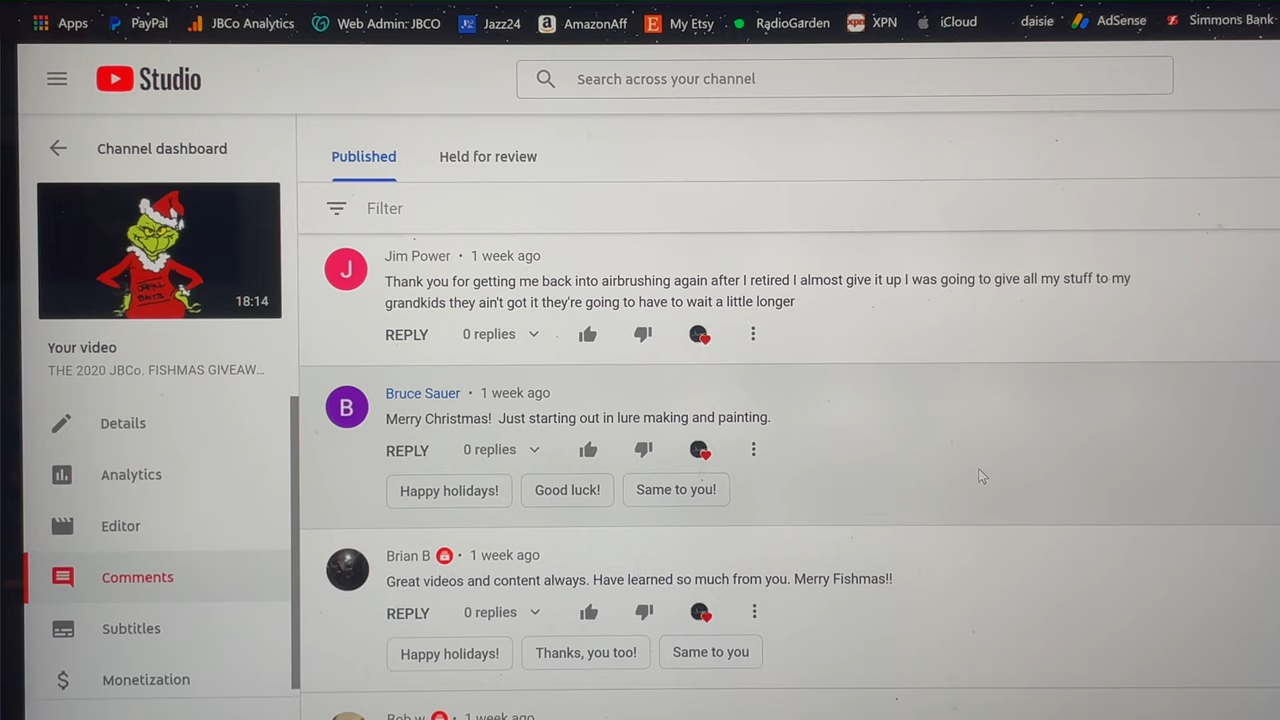 Apps PayPal JBCo Analytics Web Admin: JBCO Jazz24 AmazonAff My Etsy RadioGarden XPN iCloud daisie AdSense Simmons Bank
Studio
Search across your channel
Channel dashboard
18:14
Your video
THE 2020 JBCo. FISHMAS GIVEAW...
Details
Analytics
Editor
Comments
Subtitles
Monetization
Published Held for review
Filter
J
Jim Power • 1 week ago
Thank you for getting me back into airbrushing again after I retired I almost give it up I was going to give all my stuff to my
grandkids they ain't got it they're going to have to wait a little longer
REPLY 0 replies
B
Bruce Sauer • 1 week ago
Merry Christmas! Just starting out in lure making and painting.
REPLY 0 replies
Happy holidays! Good luck! Same to you!
Brian B • 1 week ago
Great videos and content always. Have learned so much from you. Merry Fishmas!!
REPLY 0 replies
Happy holidays! Thanks, you too! Same to you
Rob w • 1 week ago